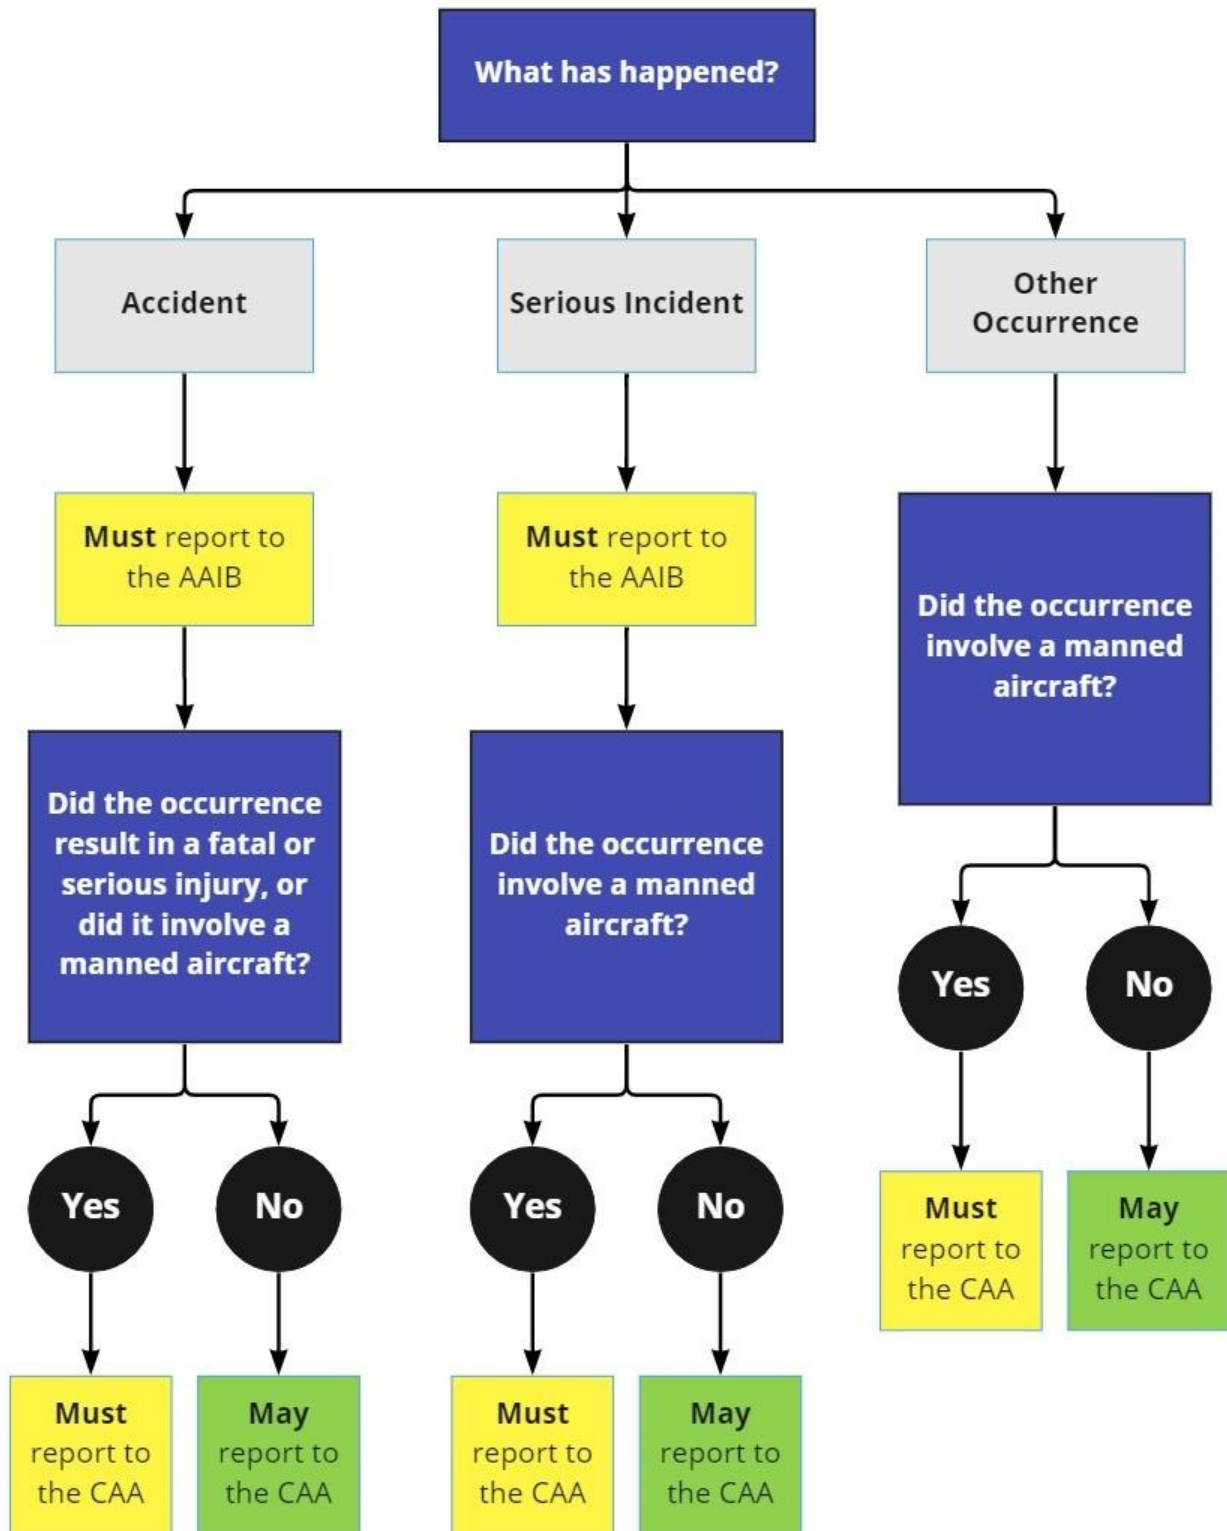 What has happened?
Accident
Serious Incident
Other
Occurrence
Must report to
the AAIB
Must report to
the AAIB
Did the occurrence
involve a manned
aircraft?
Did the occurrence
result in a fatal or
serious injury, or
did it involve a
manned aircraft?
Did the occurrence
involve a manned
aircraft?
Yes
No
Yes
No
Yes
No
Must
report to
the CAA
May
report to
the CAA
Must
report to
the CAA
May
report to
the CAA
Must
report to
the CAA
May
report to
the CAA